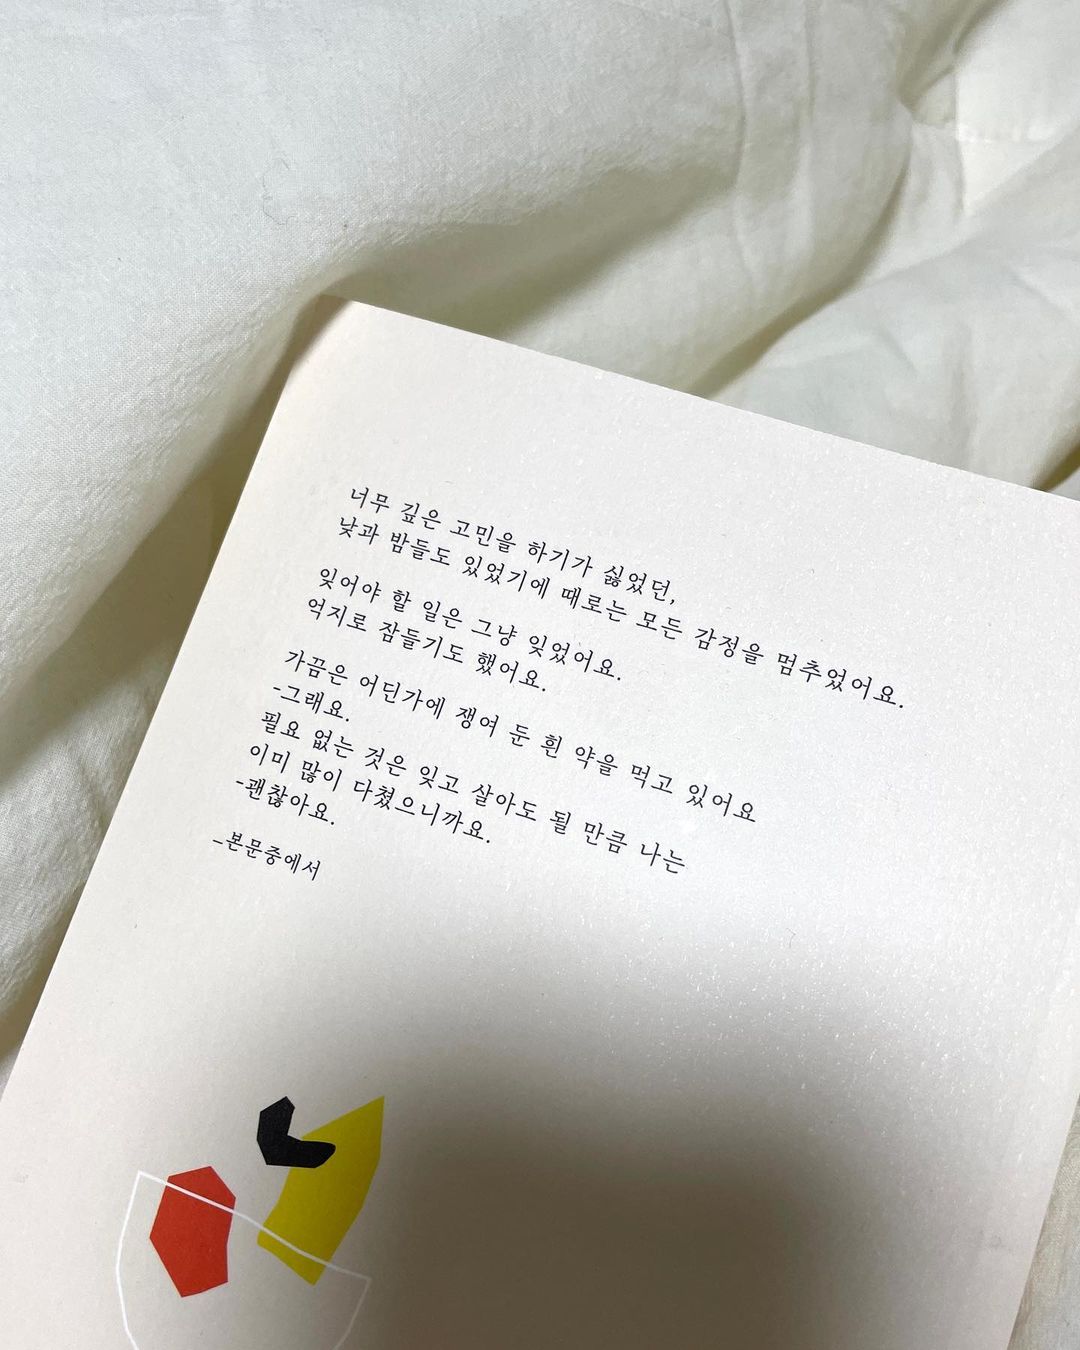 너무 깊은 고민을 하기가 싫었던,
낮과 밤들도 있었기에 때로는 모든 감정을 멈추었어요.
잊어야 할 일은 그냥 잊었어요.
억지로 잠들기도 했어요.
가끔은 어딘가에 쟁여 둔 흰 약을 먹고 있어요
-그래요.
필요 없는 것은 잊고 살아도 될 만큼 나는
이미 많이 다쳤으니까요.
-괜찮아요.
_본문중에서